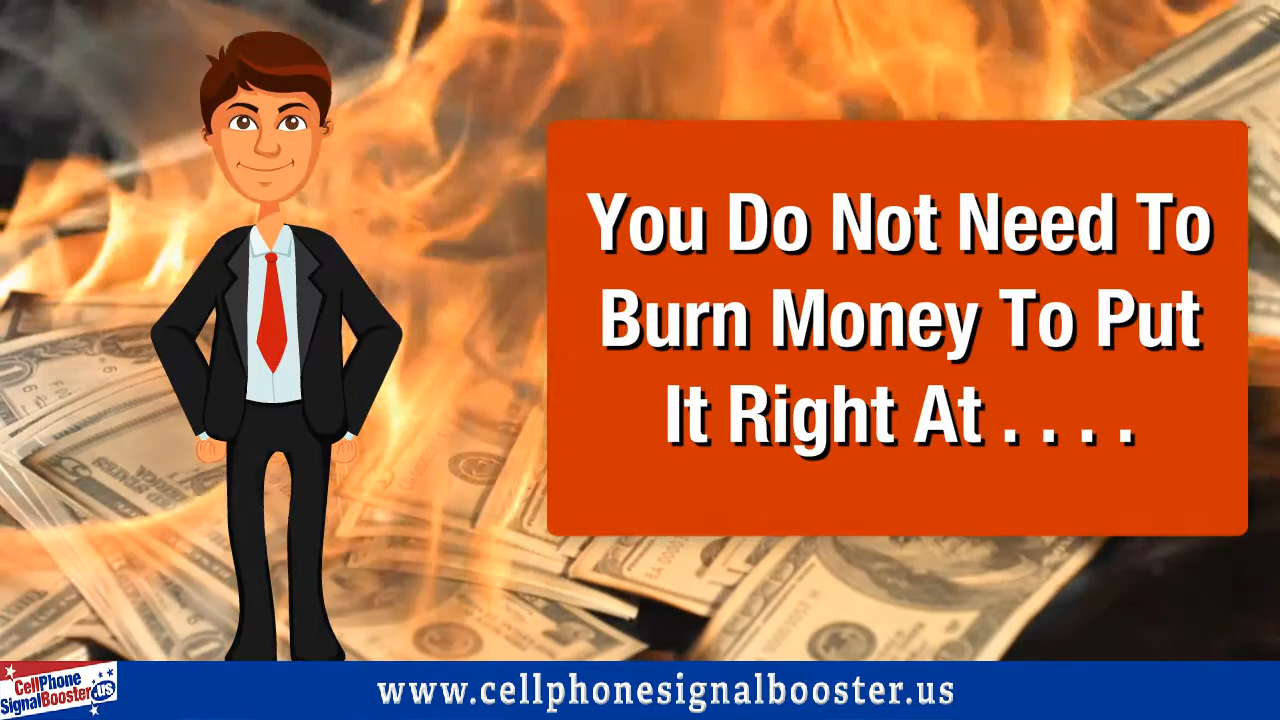 You Do Not Need To
Burn Money To Put
It Right At . . . .
CellPhone
SignalBooster.us
www.cellphonesignalbooster.us